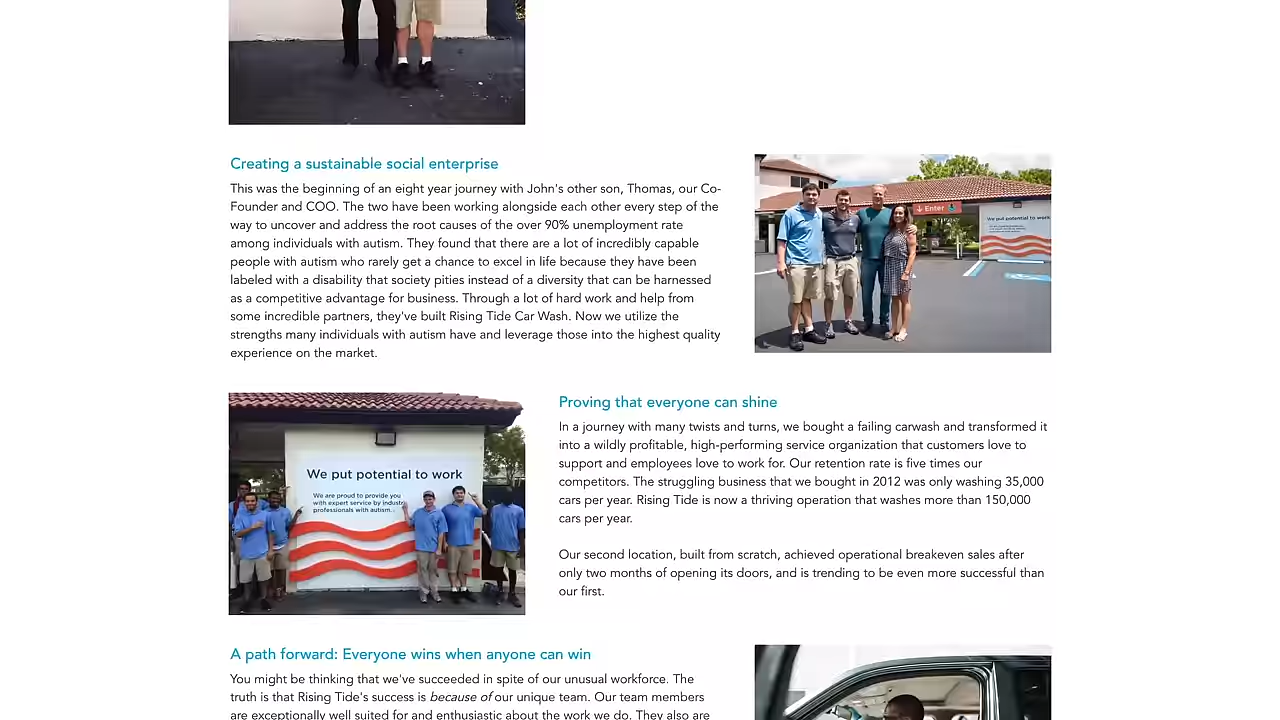 Creating a sustainable social enterprise
This was the beginning of an eight year journey with John's other son, Thomas, our Co-
Founder and COO. The two have been working alongside each other every step of the
way to uncover and address the root causes of the over 90% unemployment rate
among individuals with autism. They found that there are a lot of incredibly capable
people with autism who rarely get a chance to excel in life because they have been
labeled with a disability that society pities instead of a diversity that can be harnessed
as a competitive advantage for business. Through a lot of hard work and help from
some incredible partners, they've built Rising Tide Car Wash. Now we utilize the
strengths many individuals with autism have and leverage those into the highest quality
experience on the market.
Enter
We put potential to work
We put potential to work
We are proud to provide you
with expert service by industry
professionals with autism.
Proving that everyone can shine
In a journey with many twists and turns, we bought a failing carwash and transformed it
into a wildly profitable, high-performing service organization that customers love to
support and employees love to work for. Our retention rate is five times our
competitors. The struggling business that we bought in 2012 was only washing 35,000
cars per year. Rising Tide is now a thriving operation that washes more than 150,000
cars per year.
Our second location, built from scratch, achieved operational breakeven sales after
only two months of opening its doors, and is trending to be even more successful than
our first.
A path forward: Everyone wins when anyone can win
You might be thinking that we've succeeded in spite of our unusual workforce. The
truth is that Rising Tide's success is because of our unique team. Our team members
are exceptionally well suited for and enthusiastic about the work we do. They also are